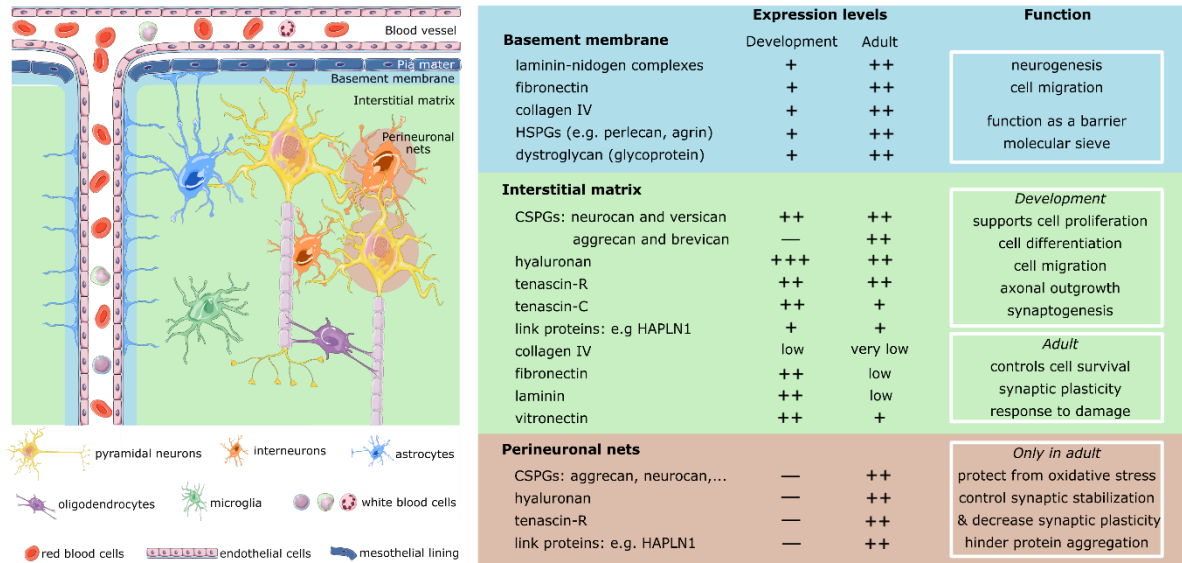 Blood vessel
Pia mater
Basement membrane
Interstitial matrix
Perineuronal
nets
pyramidal neurons
interneurons
astrocytes
oligodendrocytes
microglia
white blood cells
red blood cells
endothelial cells
mesothelial lining
Expression levels Function
Basement membrane Development Adult
laminin-nidogen complexes + ++ neurogenesis
fibronectin + ++ cell migration
collagen IV + ++
function as a barrier
HSPGs (e.g. perlecan, agrin) + ++
molecular sieve
dystroglycan (glycoprotein) + ++
Interstitial matrix
Development
CSPGs: neurocan and versican ++ ++ supports cell proliferation
aggrecan and brevican — ++ cell differentiation
hyaluronan +++ ++ cell migration
tenascin-R ++ ++ axonal outgrowth
tenascin-C ++ + synaptogenesis
link proteins: e.g HAPLN1 + +
collagen IV low very low Adult
fibronectin ++ low controls cell survival
laminin ++ low synaptic plasticity
vitronectin ++ + response to damage
Perineuronal nets Only in adult
CSPGs: aggrecan, neurocan,... — ++ protect from oxidative stress
hyaluronan — ++ control synaptic stabilization
tenascin-R — ++ & decrease synaptic plasticity
link proteins: e.g. HAPLN1 — ++ hinder protein aggregation